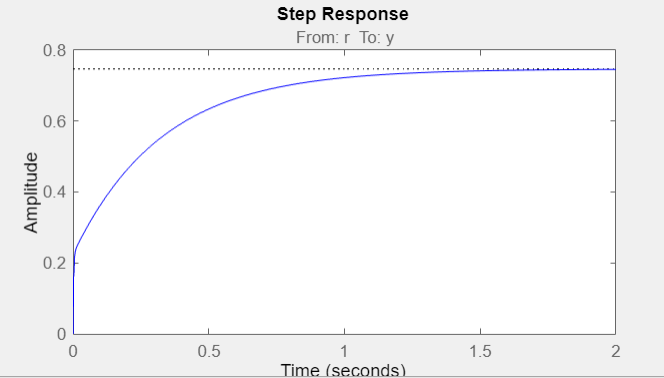 Step Response
From: r To: y
Amplitude
0.8
0.6
0.4
0.2
0
0 0.5 1 1.5 2
Time (seconds)